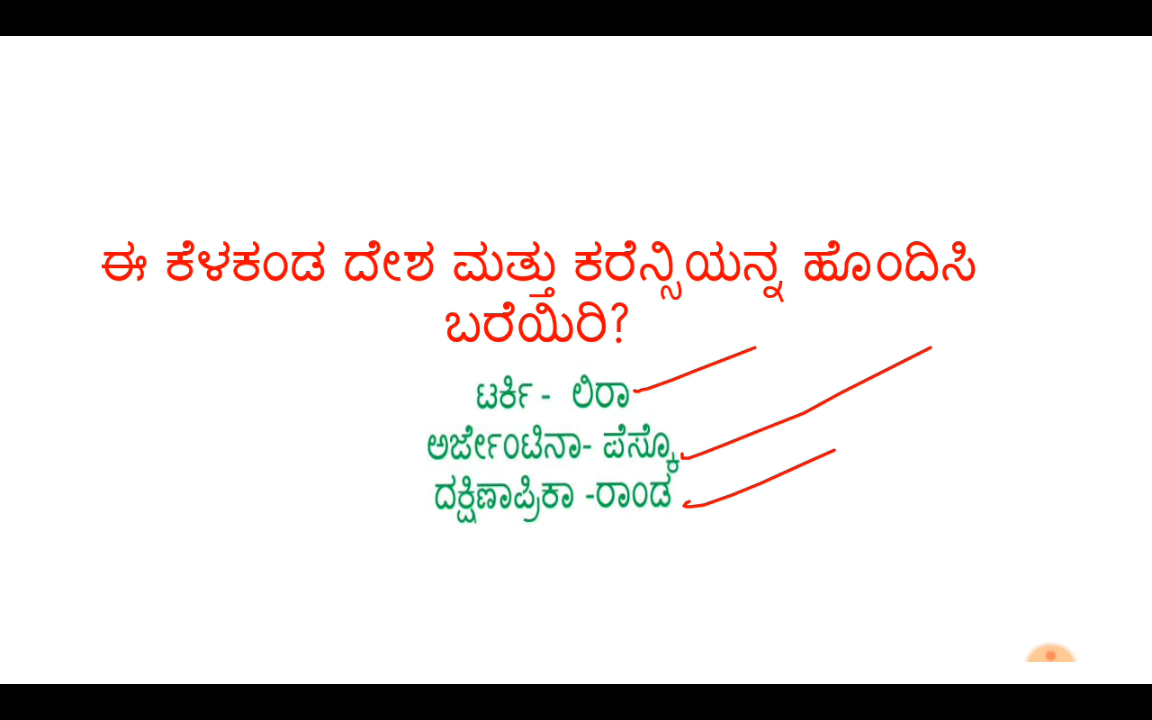 ಈ ಕೆಳಕಂಡ ದೇಶ ಮತ್ತು ಕರೆನ್ಸಿಯನ್ನ ಹೊಂದಿಸಿ
ಬರೆಯಿರಿ?
ಟರ್ಕಿ - ಲಿರಾ
ಅರ್ಜೇಂಟಿನಾ- ಪೆಸ್ಕೊ
ದಕ್ಷಿಣಾಪ್ರಿಕಾ -ರಾಂಡ